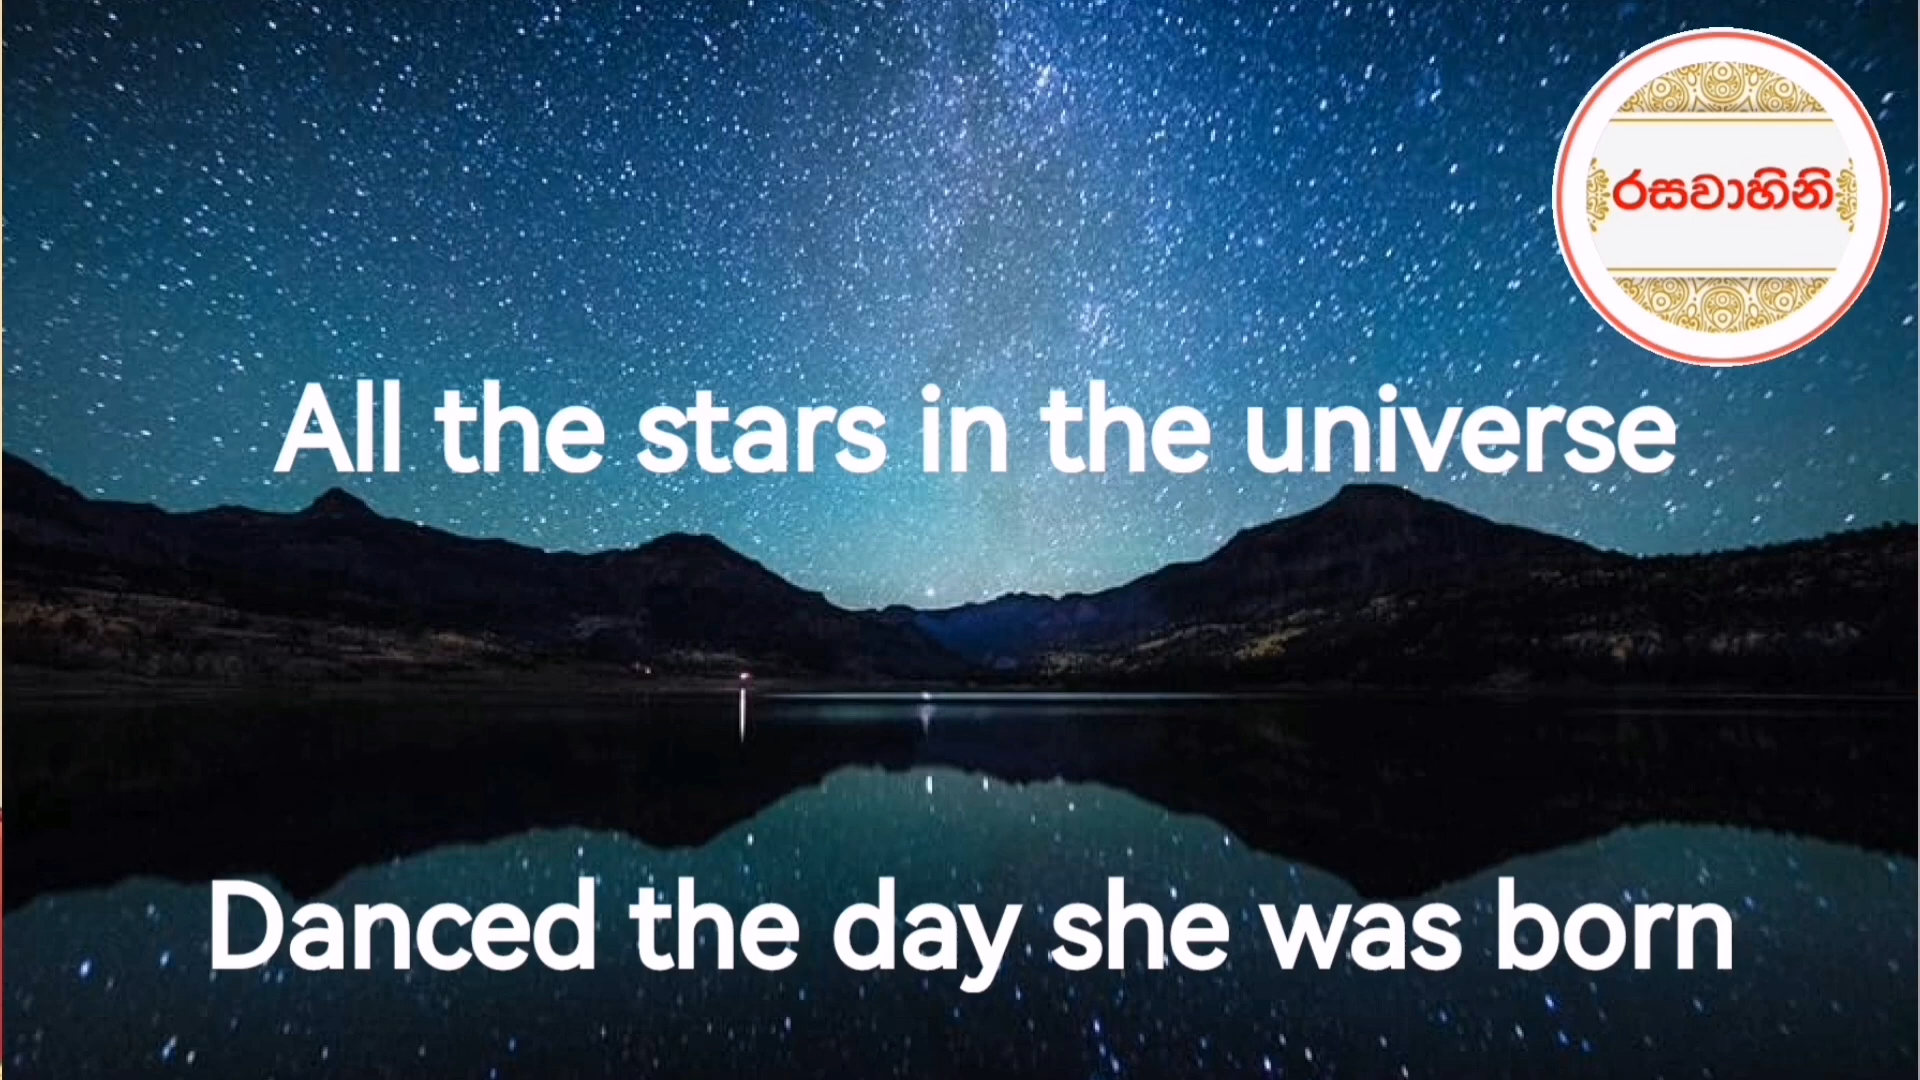 රසවාහිනි
All the stars in the universe
Danced the day she was born